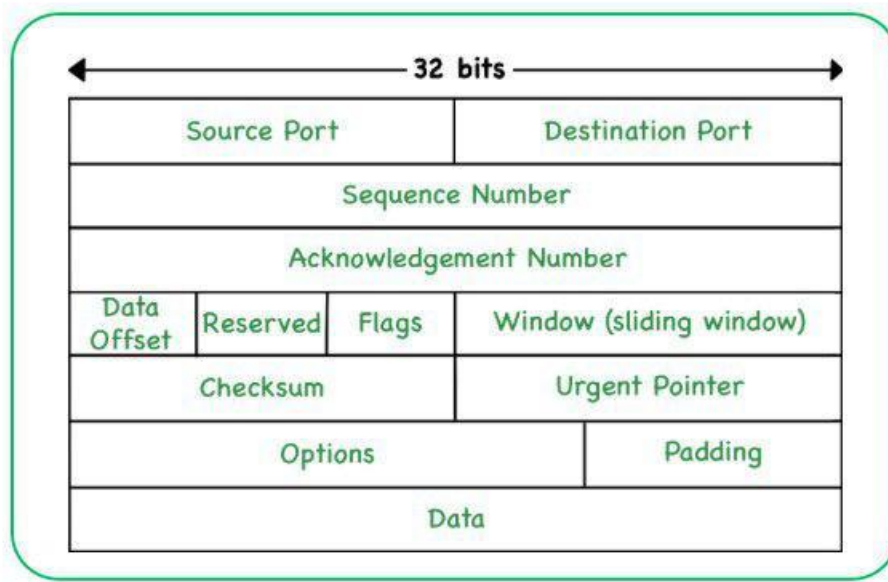 32 bits
Source Port Destination Port
Sequence Number
Acknowledgement Number
Data
Offset Reserved Flags Window (sliding window)
Checksum Urgent Pointer
Options Padding
Data